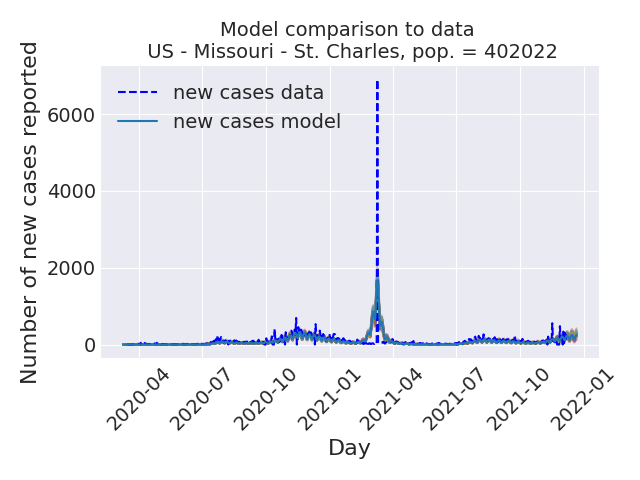 Model comparison to data
US - Missouri - St. Charles, pop. = 402022
new cases data
new cases model
Number of new cases reported
6000
4000
2000
0
2020-04
2020-07
2020-10
2021-01
2021-04
2021-07
2021-10
2022-01
Day